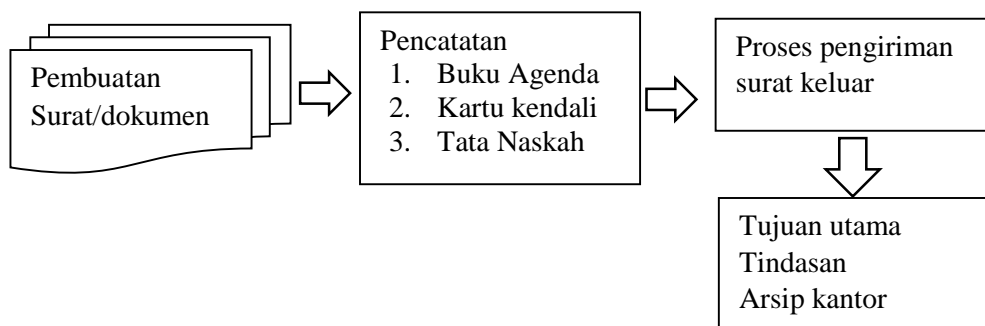 Pembuatan
Surat/dokumen
Pencatatan
1. Buku Agenda
2. Kartu kendali
3. Tata Naskah
Proses pengiriman
surat keluar
Tujuan utama
Tindasan
Arsip kantor